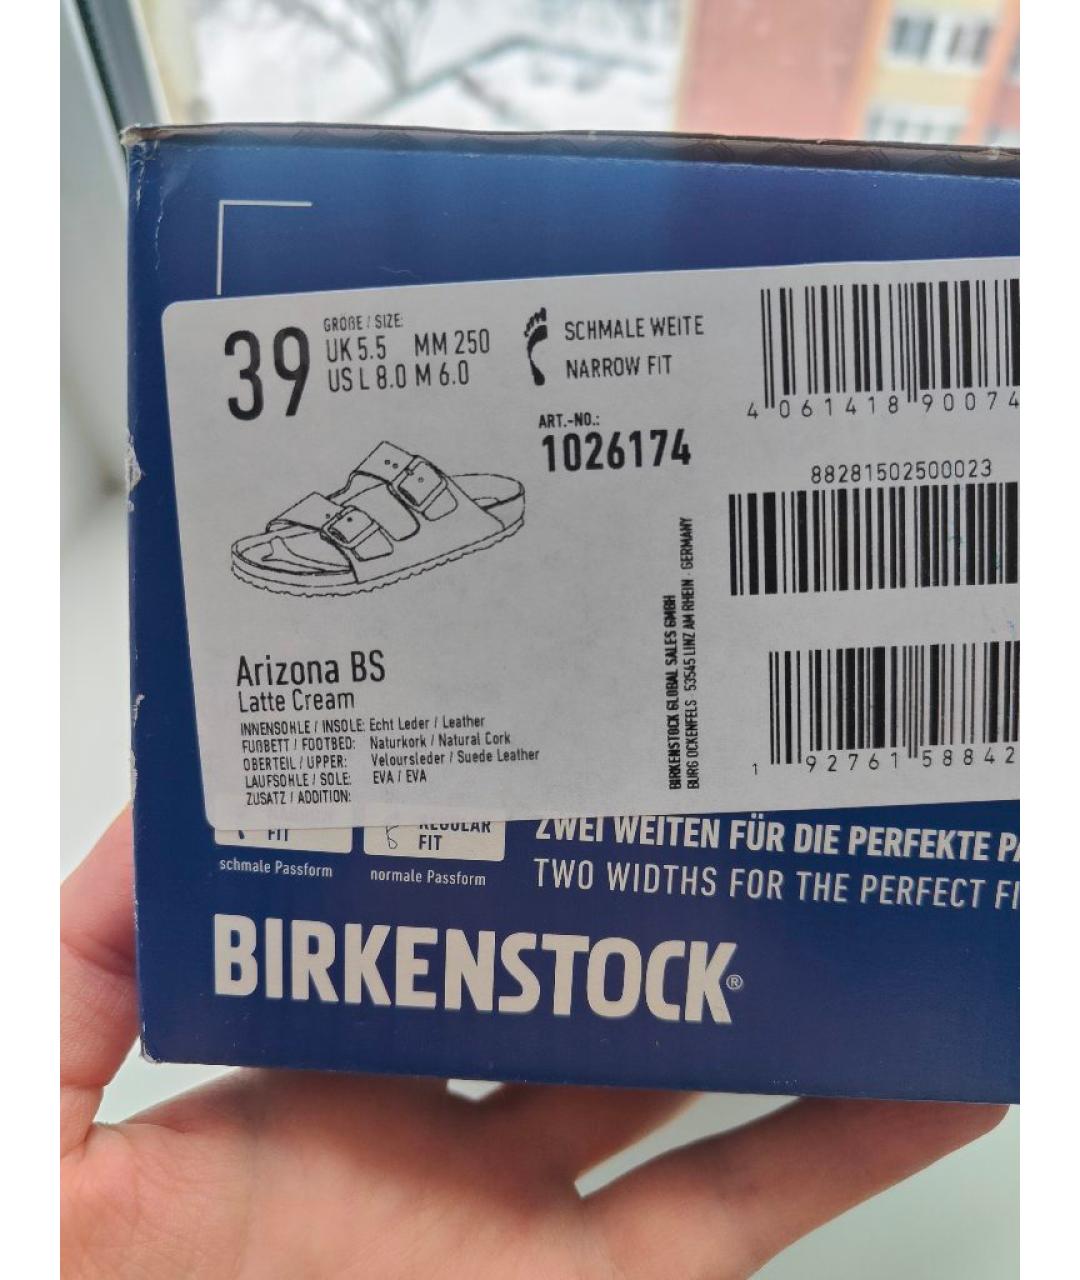 39
GRÖßE / SIZE:
UK 5.5 MM 250
US L 8.0 M 6.0
SCHMALE WEITE
NARROW FIT
ART.-NO.:
1026174
4 061418 90074
88281502500023
1 92761 58842
BIRKENSTOCK GLOBAL SALES GMBH
BURG OCKENFELS 53545 LINZ AM RHEIN · GERMANY
Arizona BS
Latte Cream
INNENSOHLE / INSOLE: Echt Leder / Leather
FUßBETT / FOOTBED: Naturkork / Natural Cork
OBERTEIL / UPPER: Veloursleder / Suede Leather
LAUFSOHLE / SOLE: EVA / EVA
ZUSATZ / ADDITION:
FIT
schmale Passform
REGULAR
FIT
normale Passform
ZWEI WEITEN FÜR DIE PERFEKTE PA
TWO WIDTHS FOR THE PERFECT FI
BIRKENSTOCK®